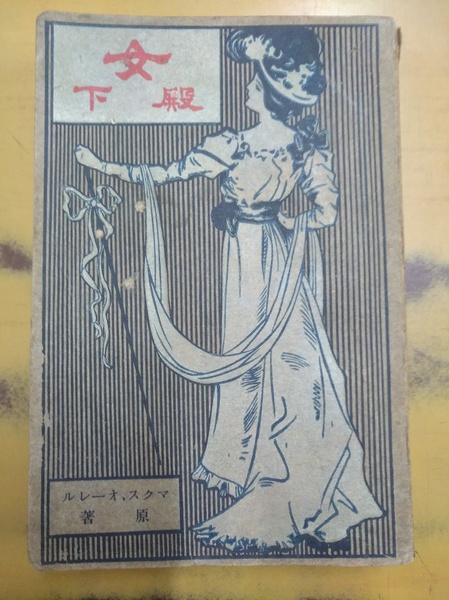 女
殿下
マクス、オーレル
原著